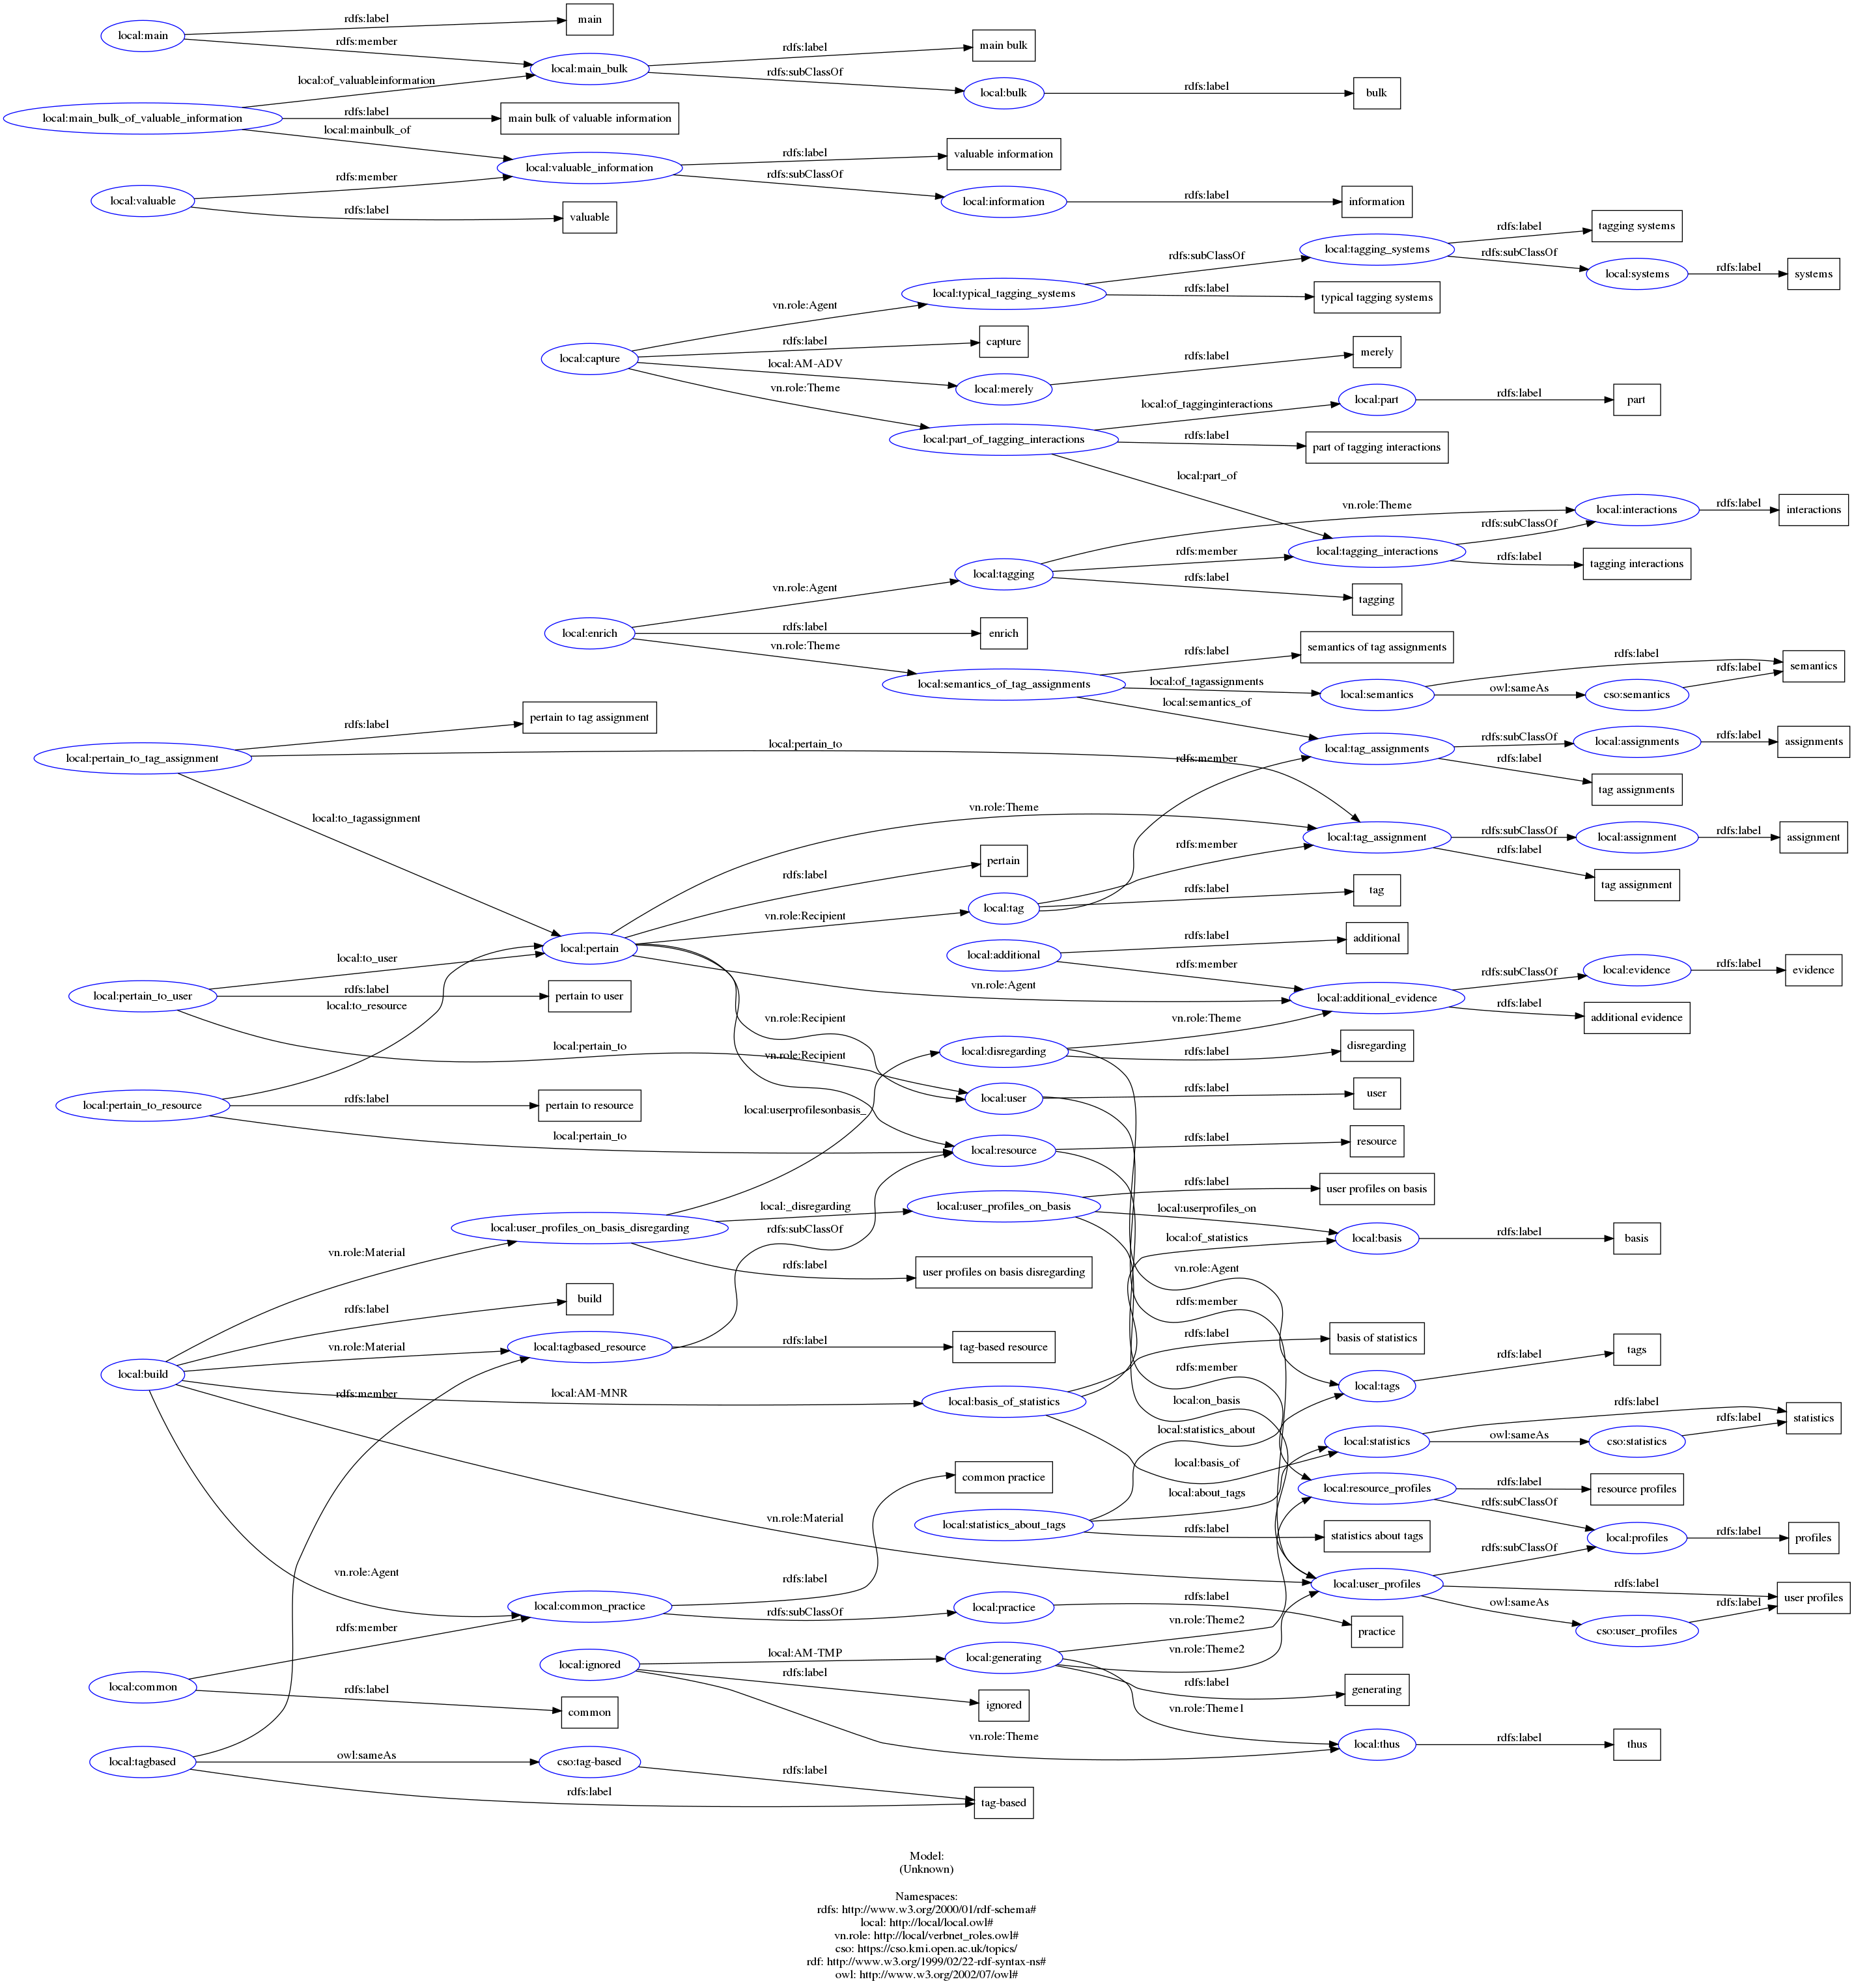 rdfs:label
main
local:main
rdfs:member
rdfs:label
main bulk
local:main_bulk
local:of_valueableinformation
rdfs:subClassOf
local:bulk
rdfs:label
bulk
local:main_bulk_of_valuable_information
rdfs:label
main bulk of valuable information
local:mainbulk_of
rdfs:label
valuable information
local:valuable_information
rdfs:member
rdfs:subClassOf
local:valuable
local:information
rdfs:label
information
rdfs:label
valuable
rdfs:label
tagging systems
local:tagging_systems
rdfs:subClassOf
rdfs:subClassOf
local:systems
rdfs:label
systems
local:typical_tagging_systems
rdfs:label
typical tagging systems
vn.role:Agent
rdfs:label
capture
local:capture
local:AM-ADV
local:merely
rdfs:label
merely
vn.role:Theme
local:of_tagginginteractions
local:part
rdfs:label
part
local:part_of_tagging_interactions
rdfs:label
part of tagging interactions
local:part_of
vn.role:Theme
local:interactions
rdfs:label
interactions
rdfs:subClassOf
rdfs:member
local:tagging_interactions
rdfs:label
tagging interactions
local:tagging
vn.role:Agent
rdfs:label
tagging
local:enrich
rdfs:label
enrich
vn.role:Theme
rdfs:label
semantics of tag assignments
local:semantics_of_tag_assignments
local:of_tagassignments
local:semantics
rdfs:label
owl:sameAs
cso:semantics
rdfs:label
semantics
local:semantics_of
rdfs:label
pertain to tag assignment
local:pertain_to_tag_assignment
local:pertain_to
rdfs:member
local:tag_assignments
rdfs:subClassOf
local:assignments
rdfs:label
assignments
rdfs:label
tag assignments
local:to_tagassignment
vn.role:Theme
local:tag_assignment
rdfs:subClassOf
local:assignment
rdfs:label
assignment
rdfs:member
rdfs:label
tag assignment
rdfs:label
pertain
vn.role:Recipient
local:tag
rdfs:label
tag
local:pertain
local:additional
rdfs:label
additional
rdfs:member
local:to_user
vn.role:Agent
local:additional_evidence
rdfs:subClassOf
local:evidence
rdfs:label
evidence
rdfs:label
additional evidence
local:pertain_to_user
rdfs:label
pertain to user
local:to_resource
vn.role:Recipient
vn.role:Theme
local:pertain_to
vn.role:Recipient
local:disregarding
rdfs:label
disregarding
local:pertain_to_resource
rdfs:label
pertain to resource
local:userprofilesonbasis_
local:user
rdfs:label
user
local:pertain_to
local:resource
rdfs:label
resource
rdfs:label
user profiles on basis
local:user_profiles_on_basis_disregarding
local:_disregarding
local:user_profiles_on_basis
local:userprofiles_on
local:basis
rdfs:label
basis
rdfs:subClassOf
local:of_statistics
vn.role:Material
rdfs:label
user profiles on basis disregarding
vn.role:Agent
rdfs:label
build
rdfs:member
vn.role:Material
local:tagbased_resource
rdfs:label
tag-based resource
rdfs:label
basis of statistics
rdfs:label
tags
local:build
rdfs:member
rdfs:member
local:AM-MNR
local:basis_of_statistics
local:on_basis
local:tags
local:statistics_about
local:statistics
rdfs:label
owl:sameAs
cso:statistics
rdfs:label
statistics
local:basis_of
common practice
local:about_tags
local:resource_profiles
rdfs:label
resource profiles
rdfs:subClassOf
vn.role:Material
local:statistics_about_tags
rdfs:label
statistics about tags
local:profiles
rdfs:label
profiles
vn.role:Agent
rdfs:label
rdfs:subClassOf
local:user_profiles
rdfs:label
user profiles
owl:sameAs
cso:user_profiles
rdfs:label
local:common_practice
rdfs:subClassOf
local:practice
rdfs:label
practice
rdfs:member
vn.role:Theme2
local:ignored
local:AM-TMP
local:generating
vn.role:Theme2
rdfs:label
generating
local:common
rdfs:label
common
rdfs:label
ignored
vn.role:Theme1
vn.role:Theme
local:thus
rdfs:label
thus
local:tagbased
owl:sameAs
cso:tag-based
rdfs:label
rdfs:label
tag-based
Model:
(Unknown)
Namespaces:
rdfs: http://www.w3.org/2000/01/rdf-schema#
local: http://local/local.owl#
vn.role: http://local/verbnet_roles.owl#
cso: https://cso.kmi.open.ac.uk/topics/
rdf: http://www.w3.org/1999/02/22-rdf-syntax-ns#
owl: http://www.w3.org/2002/07/owl#